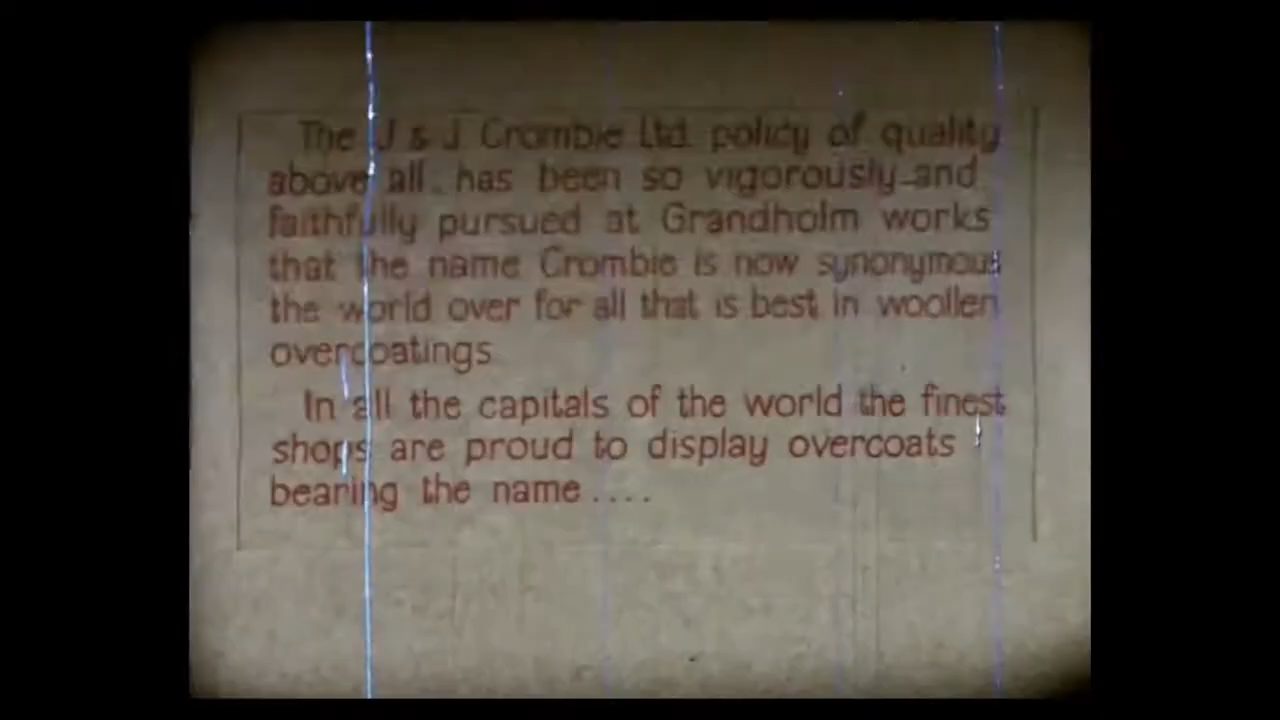 The J & J Crombie Ltd. policy of quality
above all. has been so vigorously and
faithfully pursued at Grandholm works
that the name Crombie is now synonymous
the world over for all that is best in woollen
overcoatings
In all the capitals of the world the finest
shops are proud to display overcoats
bearing the name ....